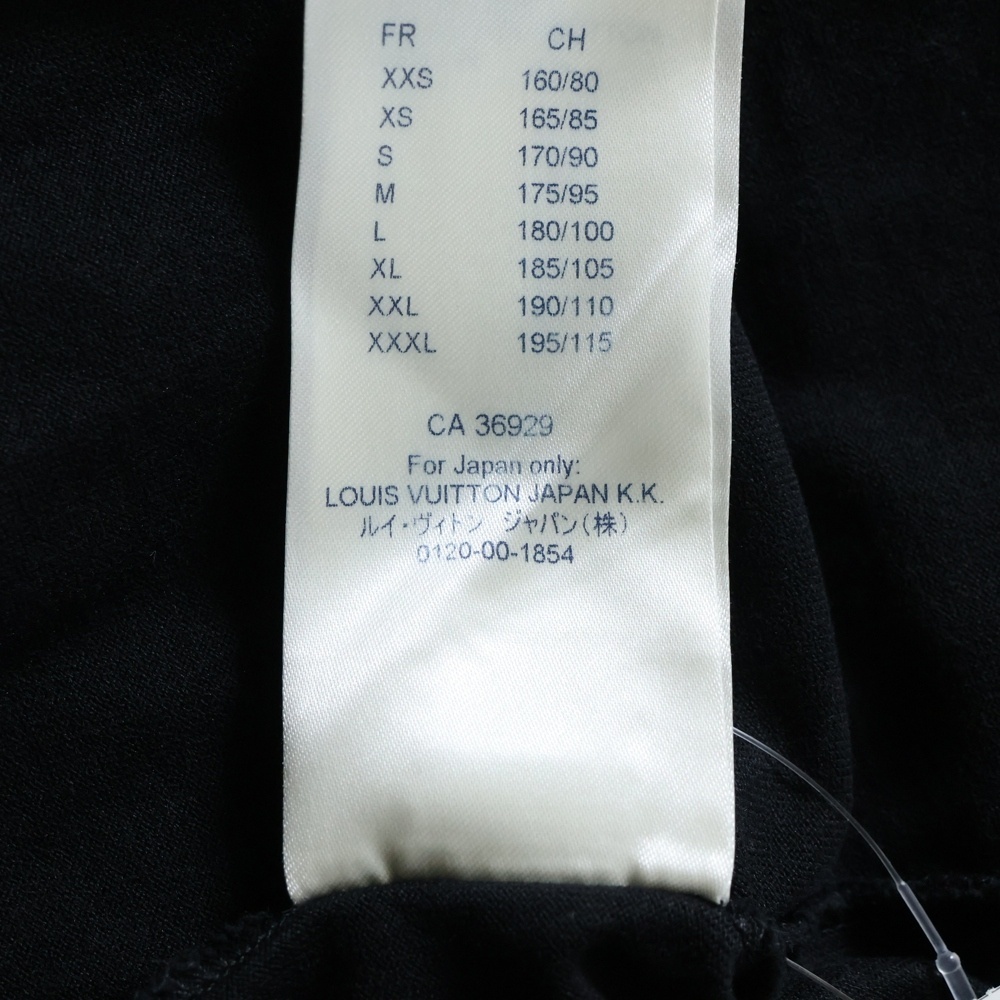 FR CH
XXS 160/80
XS 165/85
S 170/90
M 175/95
L 180/100
XL 185/105
XXL 190/110
XXXL 195/115
CA 36929
For Japan only:
LOUIS VUITTON JAPAN K.K.
ルイ・ヴィトン ジャパン(株)
0120-00-1854